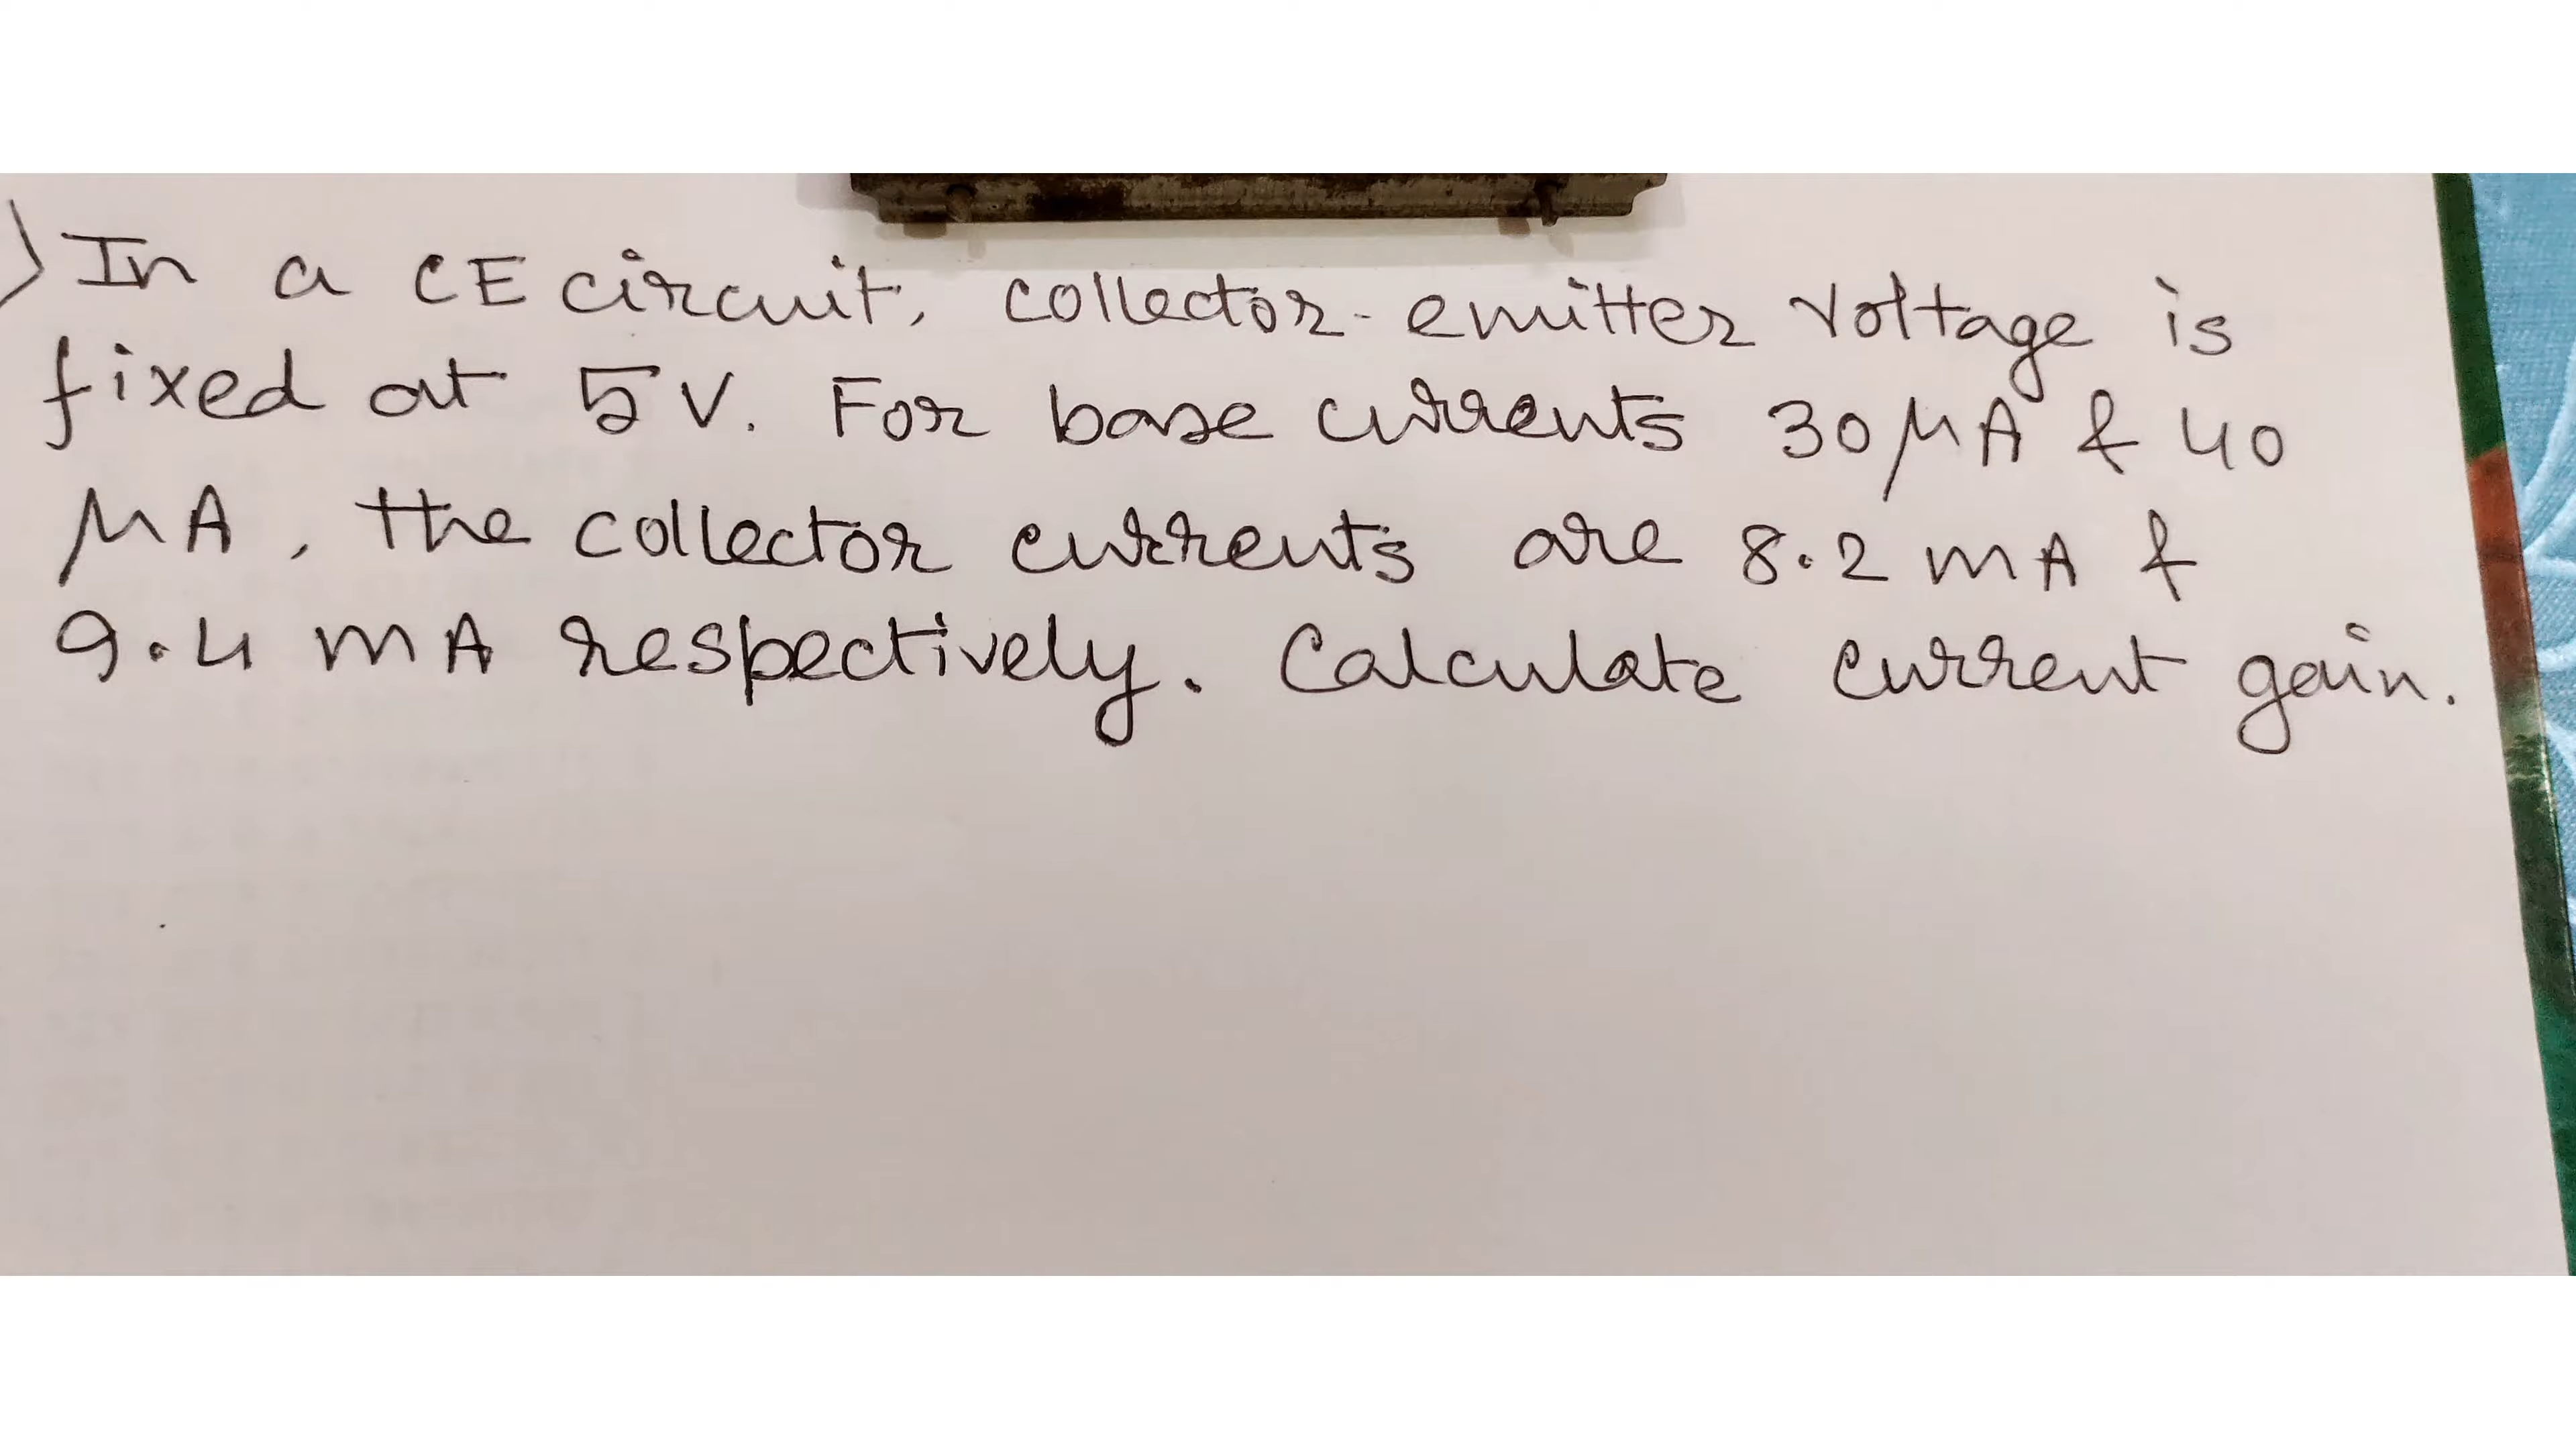 ) In a CE circuit, collector-emitter voltage is
fixed at 5 V. For base currents 30 μA & 40
μA, the collector currents are 8.2 mA &
9.4 mA respectively. Calculate current gain.